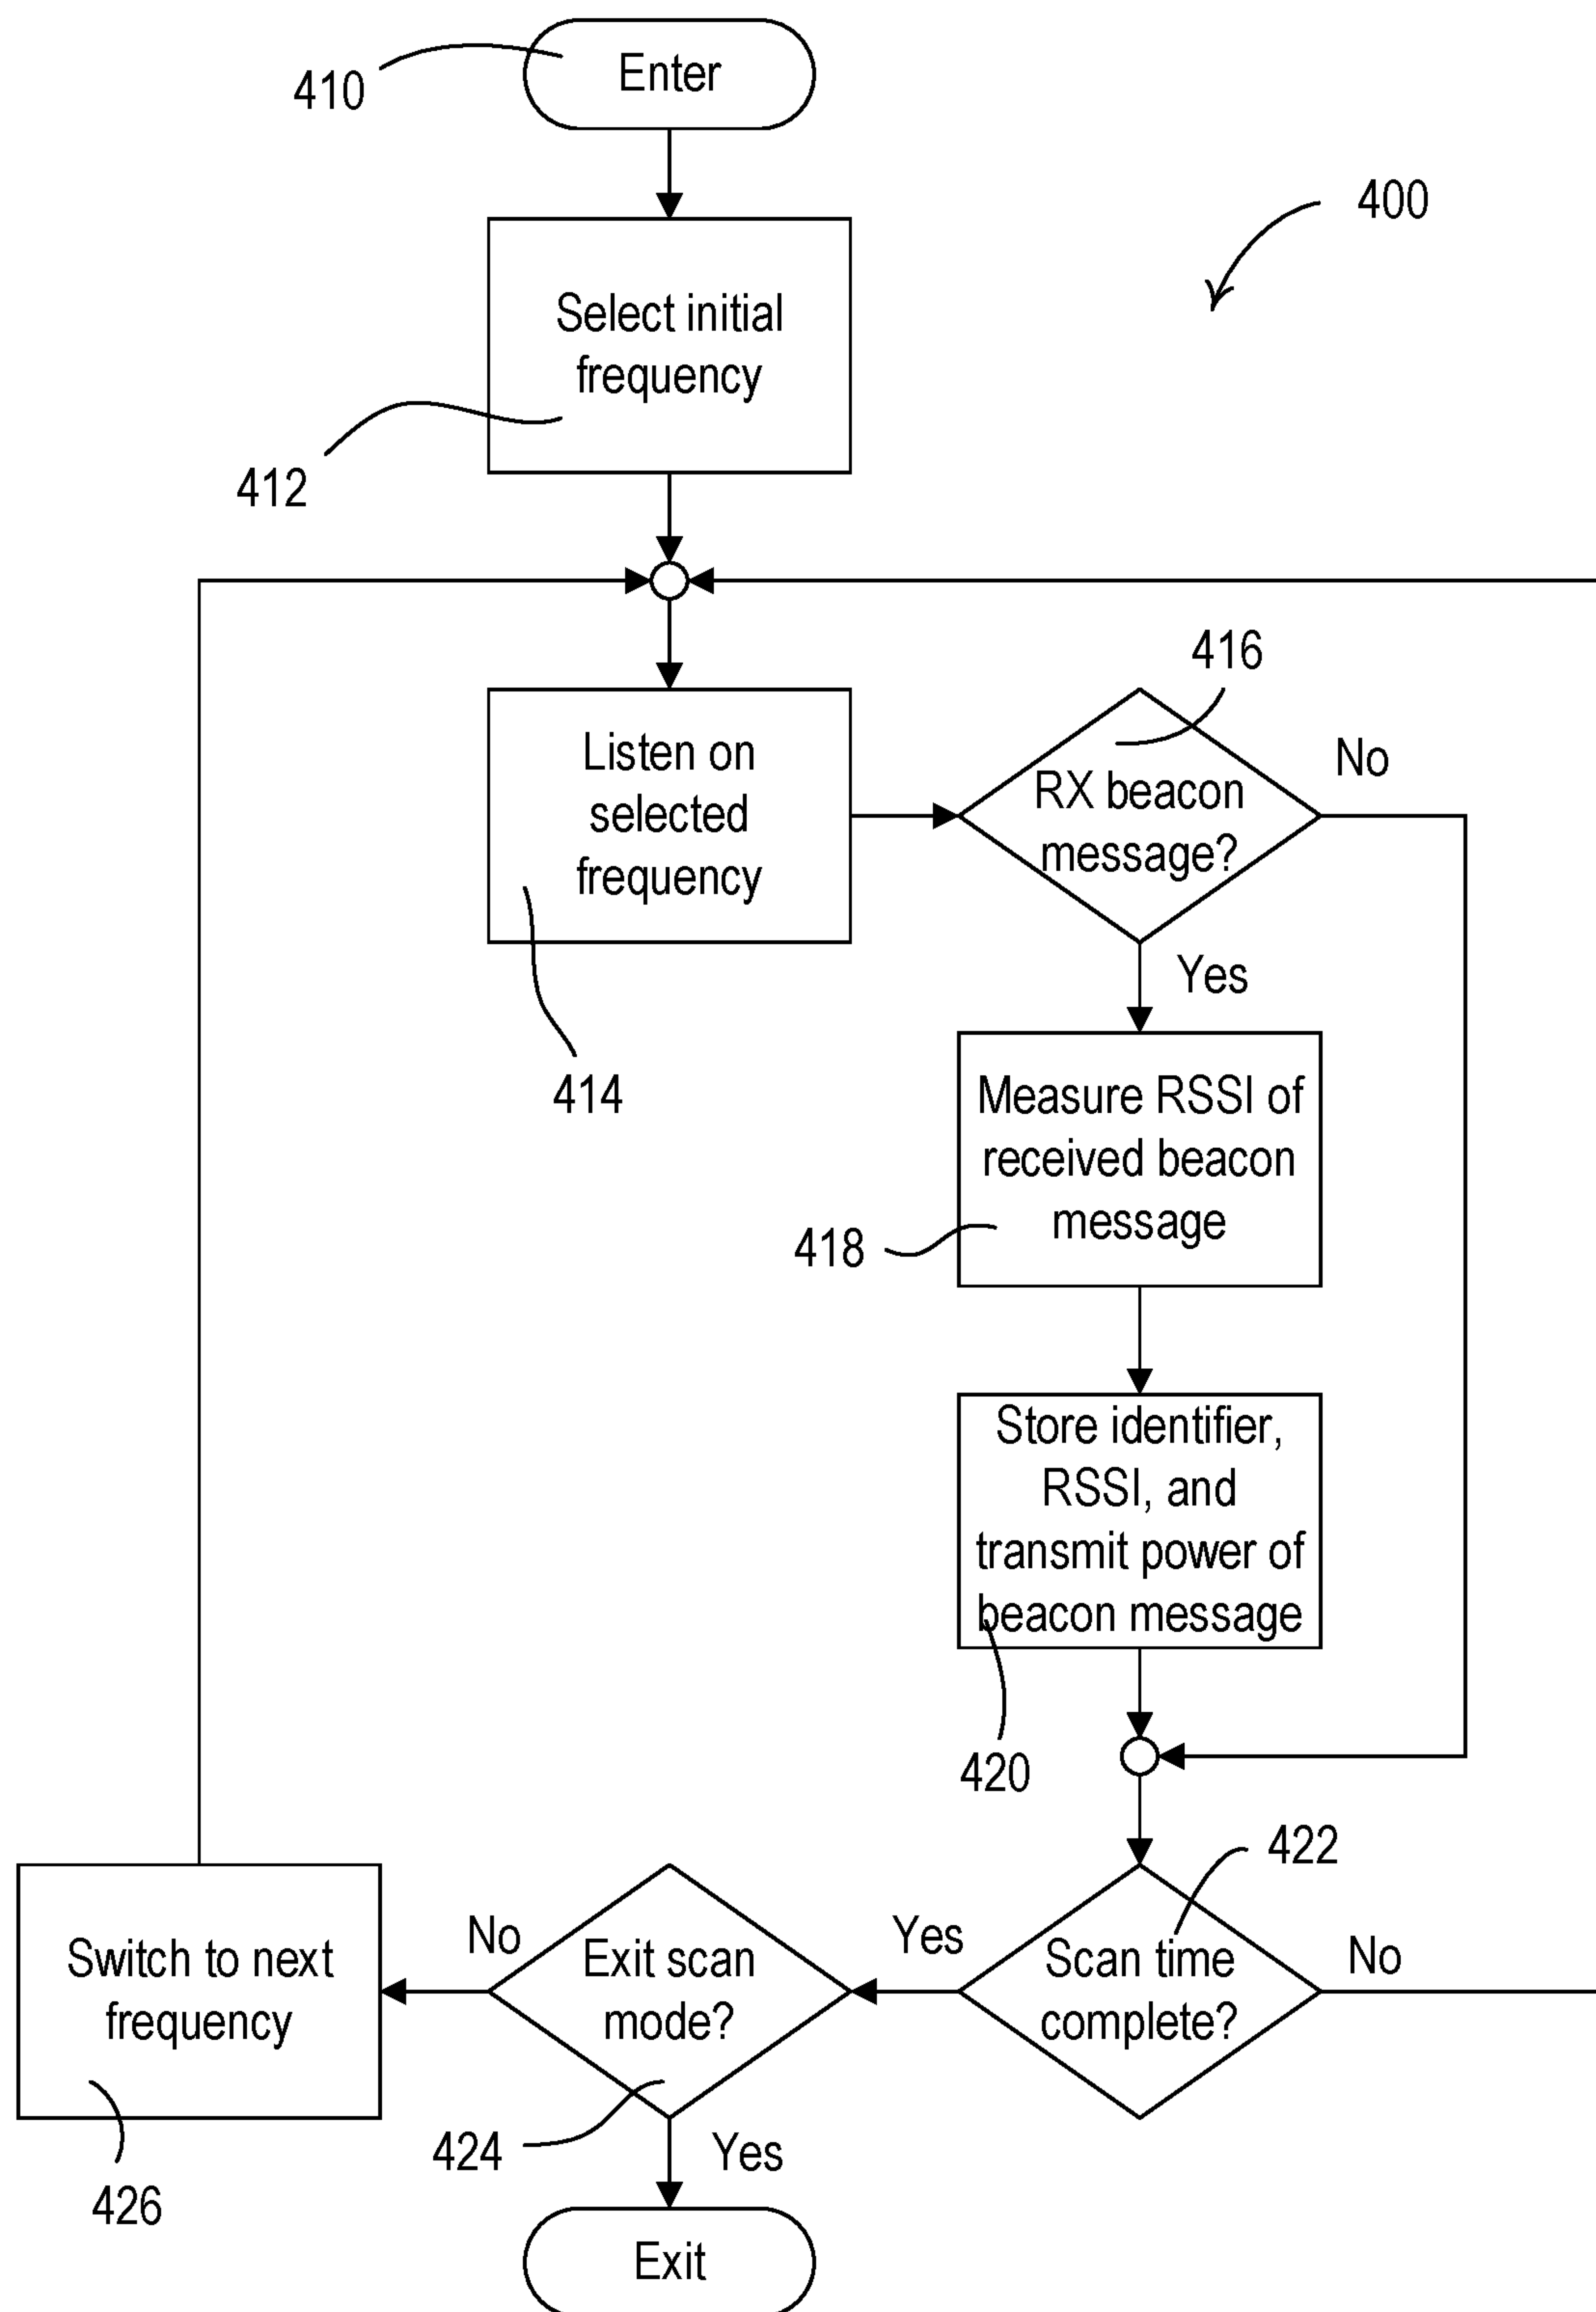 Enter
410
400
Select initial
frequency
412
416
Listen on
selected
frequency
RX beacon
message?
No
Yes
414
Measure RSSI of
received beacon
message
418
Store identifier,
RSSI, and
transmit power of
beacon message
420
422
Switch to next
frequency
No
Exit scan
mode?
Yes
Scan time
complete?
No
424
Yes
426
Exit